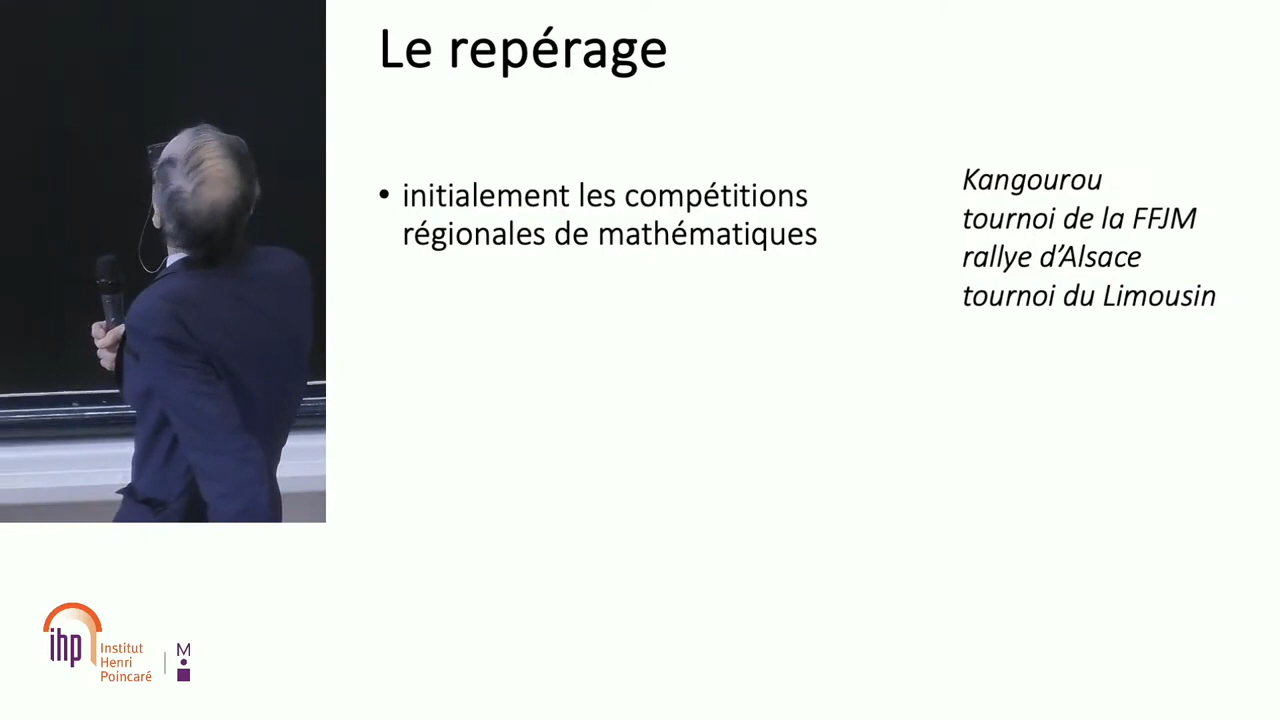 Le repérage
• initialement les compétitions
régionales de mathématiques
Kangourou
tournoi de la FFJM
rallye d’Alsace
tournoi du Limousin
ihp
Institut
Henri
Poincaré
M